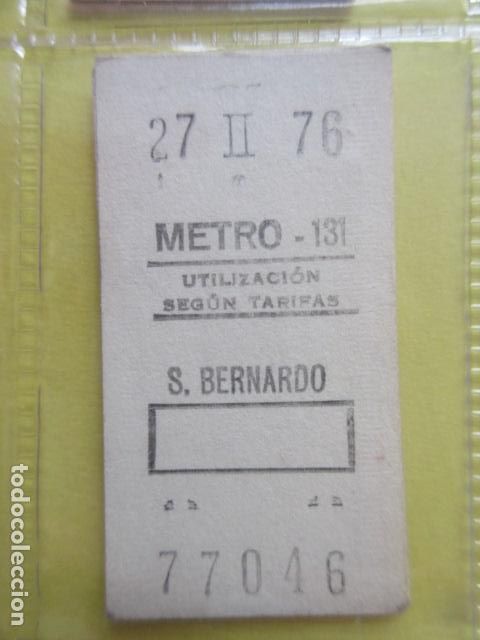 27 II 76
METRO - 131
UTILIZACIÓN
SEGÚN TARIFAS
S. BERNARDO
77046
todocoleccion